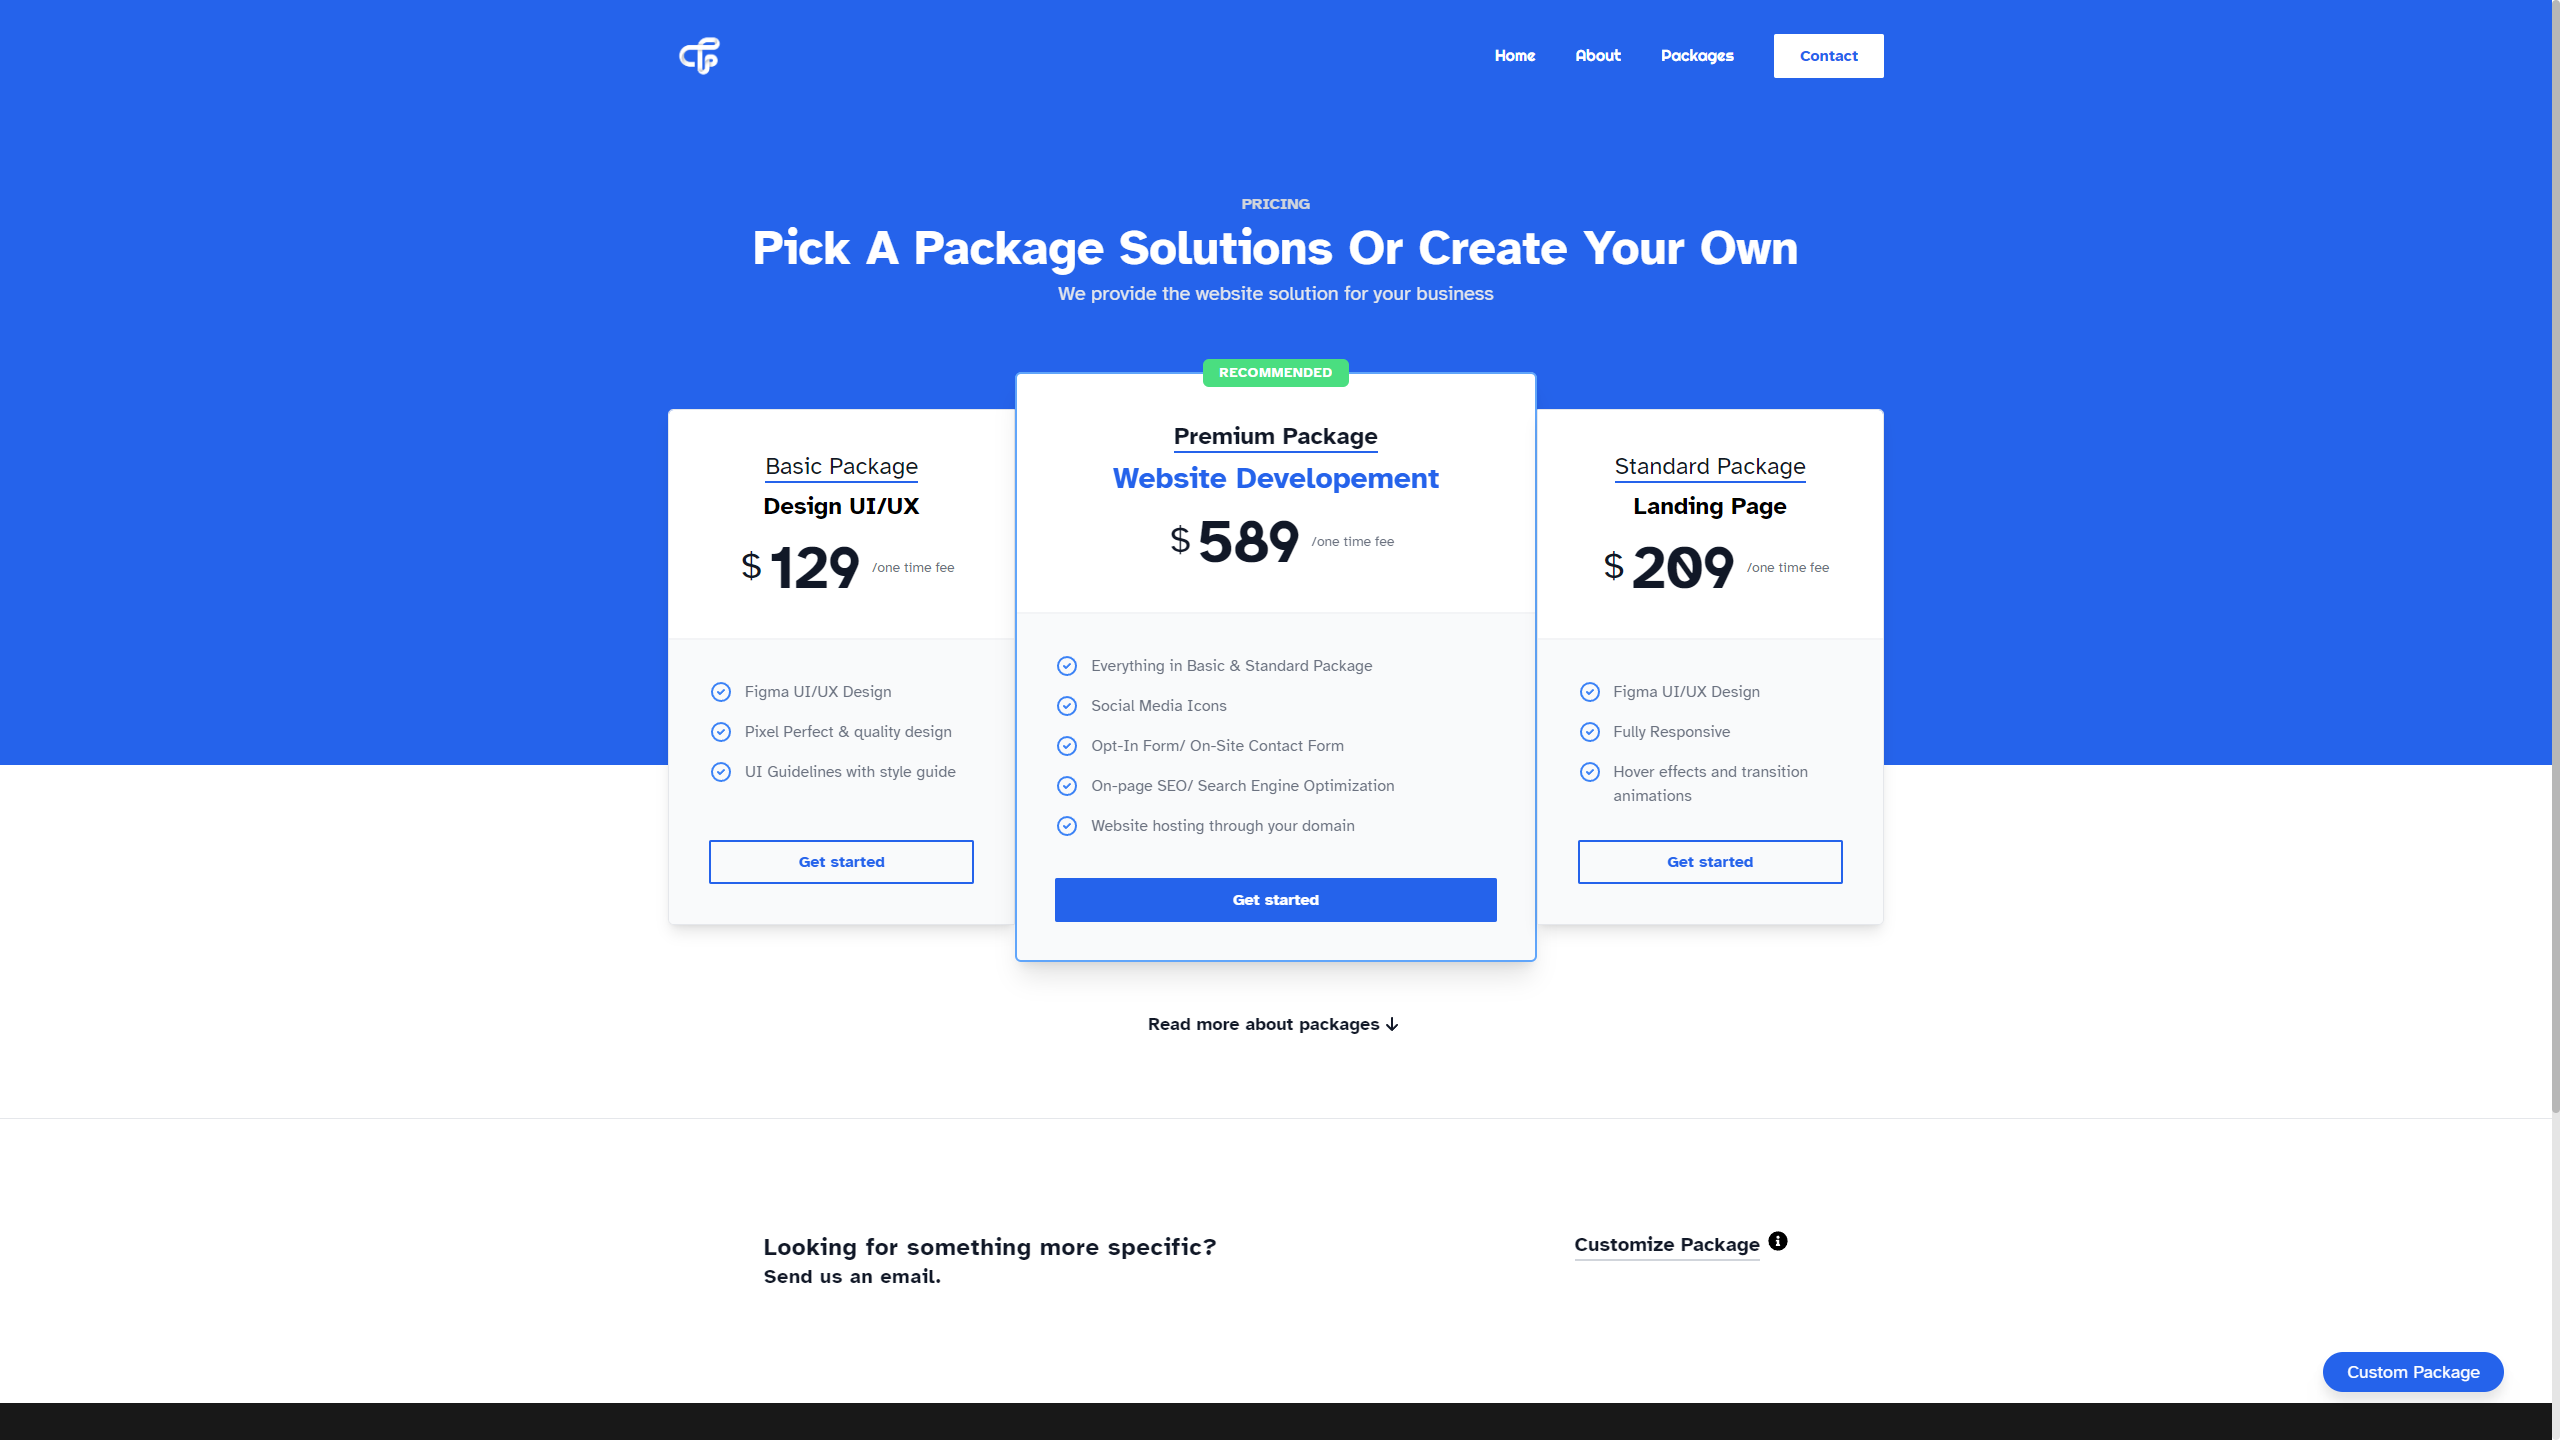 Home
About
Packages
Contact
PRICING
Pick A Package Solutions Or Create Your Own
We provide the website solution for your business
Basic Package
Design UI/UX
$ 129 /one time fee
Figma UI/UX Design
Pixel Perfect & quality design
UI Guidelines with style guide
Get started
RECOMMENDED
Premium Package
Website Developement
$ 589 /one time fee
Everything in Basic & Standard Package
Social Media Icons
Opt-In Form/ On-Site Contact Form
On-page SEO/ Search Engine Optimization
Website hosting through your domain
Get started
Standard Package
Landing Page
$ 209 /one time fee
Figma UI/UX Design
Fully Responsive
Hover effects and transition
animations
Get started
Read more about packages ↓
Looking for something more specific?
Send us an email.
Customize Package
Custom Package